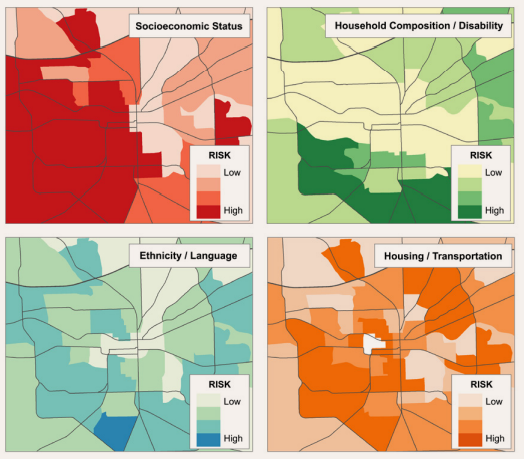 Socioeconomic Status
RISK
Low
High
Household Composition / Disability
RISK
Low
High
Ethnicity / Language
RISK
Low
High
Housing / Transportation
RISK
Low
High